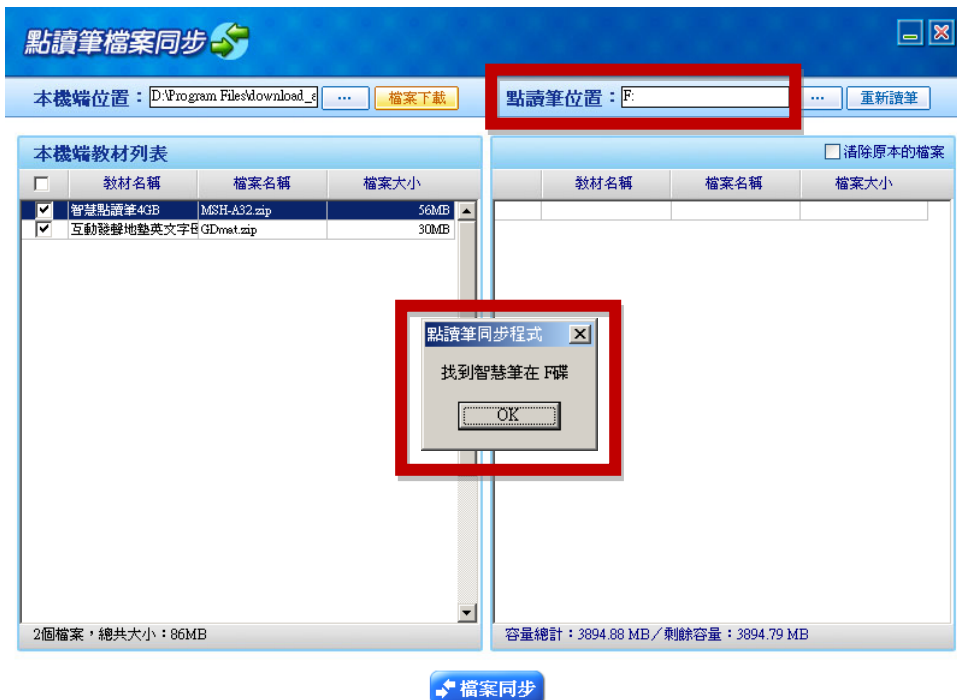 點讀筆檔案同步
本機端位置：D:\Program Files\download_ ... 檔案下載
點讀筆位置：F: ... 重新讀筆
本機端教材列表
清除原本的檔案
教材名稱 檔案名稱 檔案大小
教材名稱 檔案名稱 檔案大小
智慧點讀筆4GB MSH-A32.zip 56MB
互動發聲地墊英文字 GDmat.zip 30MB
點讀筆同步程式
找到智慧筆在 F碟
OK
2個檔案，總共大小：86MB
容量總計：3894.88 MB／剩餘容量：3894.79 MB
檔案同步